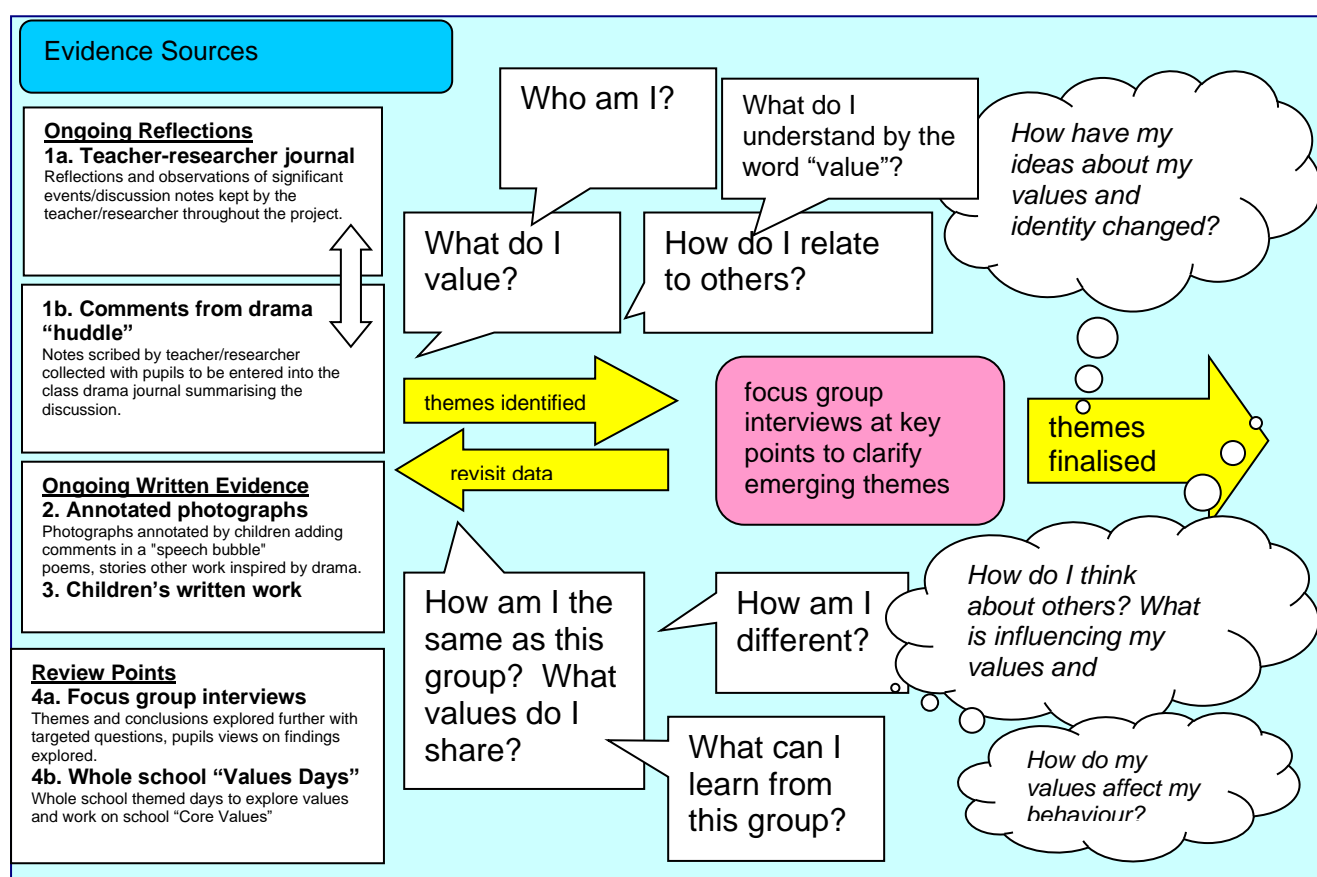 Evidence Sources
Ongoing Reflections
1a. Teacher-researcher journal
Reflections and observations of significant
events/discussion notes kept by the
teacher/researcher throughout the project.
1b. Comments from drama
“huddle”
Notes scribed by teacher/researcher
collected with pupils to be entered into the
class drama journal summarising the
discussion.
Ongoing Written Evidence
2. Annotated photographs
Photographs annotated by children adding
comments in a "speech bubble"
poems, stories other work inspired by drama.
3. Children’s written work
Review Points
4a. Focus group interviews
Themes and conclusions explored further with
targeted questions, pupils views on findings
explored.
4b. Whole school “Values Days”
Whole school themed days to explore values
and work on school “Core Values”
Who am I?
What do I
understand by the
word “value”?
What do I
value?
How do I relate
to others?
How have my
ideas about my
values and
identity changed?
themes identified
revisit data
focus group
interviews at key
points to clarify
emerging themes
themes
finalised
How am I the
same as this
group?  What
values do I
share?
How am I
different?
What can I
learn from
this group?
How do I think
about others? What
is influencing my
values and
How do my
values affect my
behaviour?